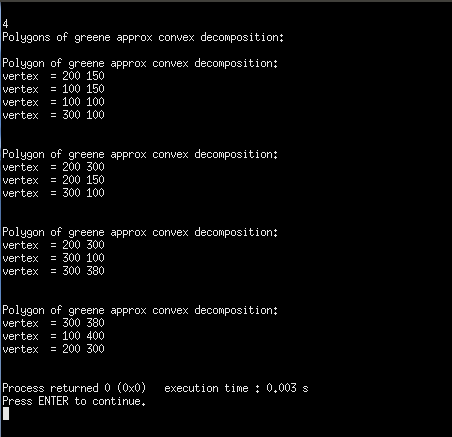 4
Polygons of greene approx convex decomposition:
Polygon of greene approx convex decomposition:
vertex  = 200 150
vertex  = 100 150
vertex  = 100 100
vertex  = 300 100
Polygon of greene approx convex decomposition:
vertex  = 200 300
vertex  = 200 150
vertex  = 300 100
Polygon of greene approx convex decomposition:
vertex  = 200 300
vertex  = 300 100
vertex  = 300 380
Polygon of greene approx convex decomposition:
vertex  = 300 380
vertex  = 100 400
vertex  = 200 300
Process returned 0 (0x0)   execution time : 0.003 s
Press ENTER to continue.